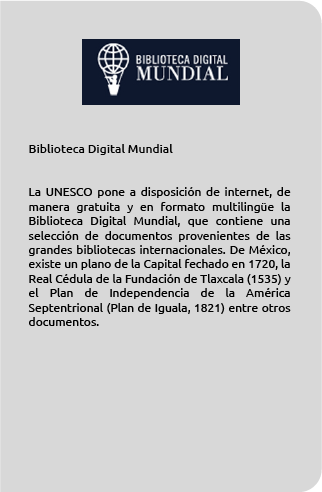 BIBLIOTECA DIGITAL
MUNDIAL
Biblioteca Digital Mundial
La UNESCO pone a disposición de internet, de
manera gratuita y en formato multilingüe la
Biblioteca Digital Mundial, que contiene una
selección de documentos provenientes de las
grandes bibliotecas internacionales. De México,
existe un plano de la Capital fechado en 1720, la
Real Cédula de la Fundación de Tlaxcala (1535) y
el Plan de Independencia de la América
Septentrional (Plan de Iguala, 1821) entre otros
documentos.